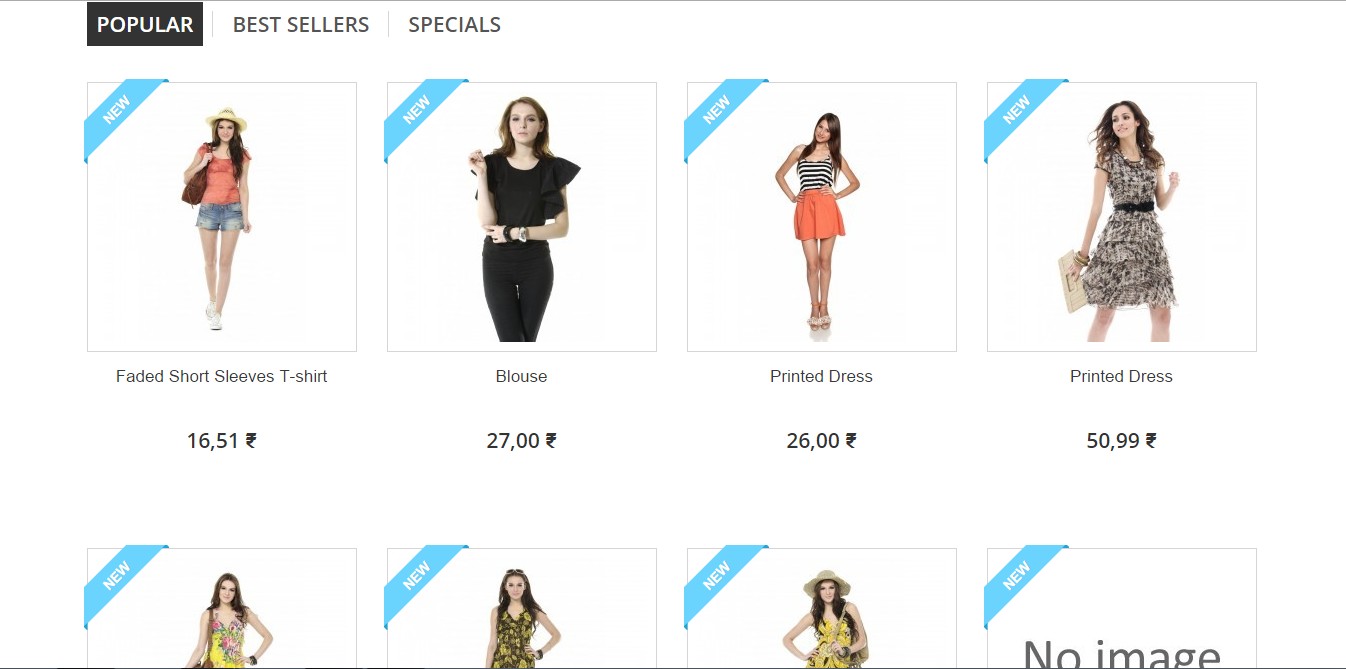 POPULAR BEST SELLERS SPECIALS
NEW NEW NEW NEW
Faded Short Sleeves T-shirt Blouse Printed Dress Printed Dress
16,51 ₹ 27,00 ₹ 26,00 ₹ 50,99 ₹
NEW NEW NEW NEW
No image